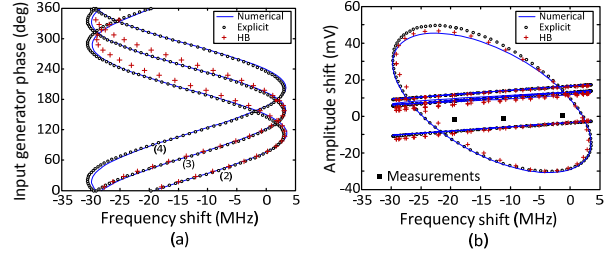 Input generator phase (deg)
360
300
240
180
120
60
0
Numerical
Explicit
HB
(4)
(3)
(2)
-35 -30 -25 -20 -15 -10 -5 0 5
Frequency shift (MHz)
(a)
Amplitude shift (mV)
60
40
20
0
-20
-40
Numerical
Explicit
HB
Measurements
-35 -30 -25 -20 -15 -10 -5 0 5
Frequency shift (MHz)
(b)